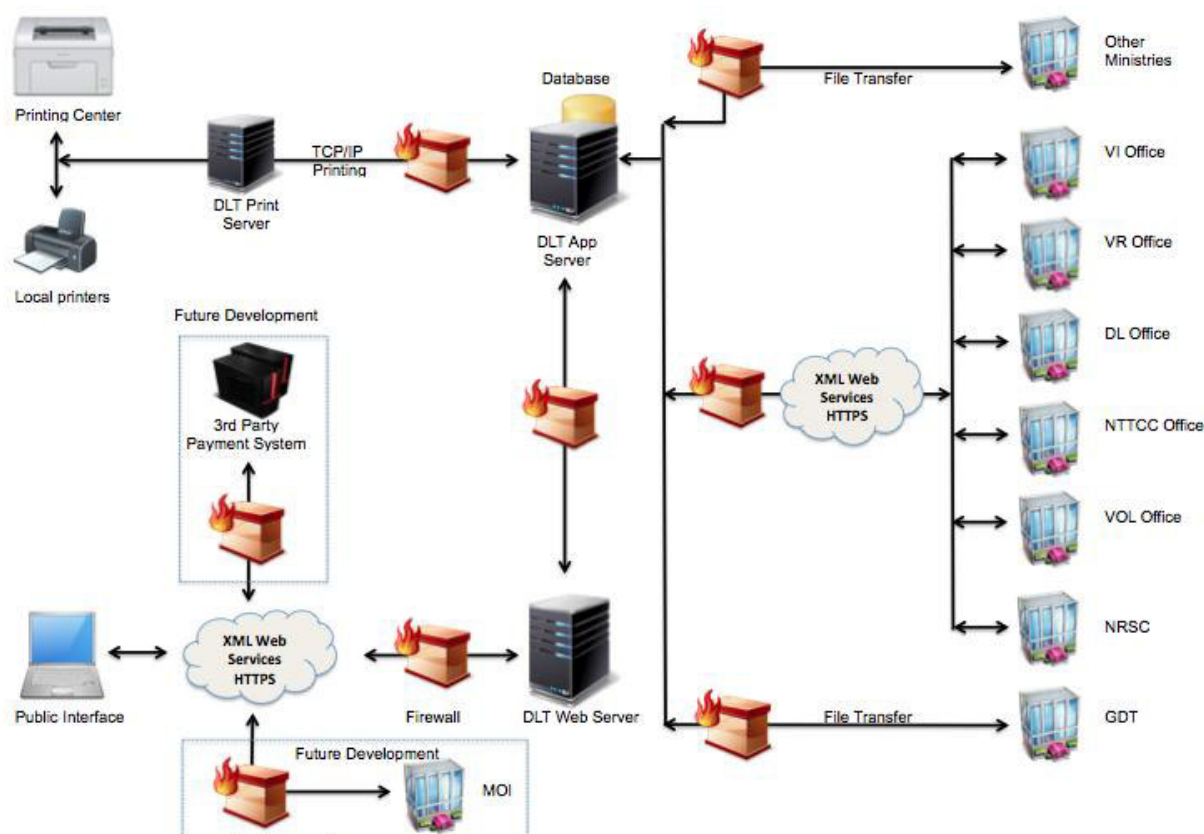 Printing Center
Local printers
DLT Print
Server
TCP/IP
Printing
Database
DLT App
Server
File Transfer
Other
Ministries
VI Office
VR Office
DL Office
NTTCC Office
VOL Office
NRSC
GDT
File Transfer
XML Web
Services
HTTPS
Future Development
3rd Party
Payment System
XML Web
Services
HTTPS
Public Interface
Firewall
DLT Web Server
Future Development
MOI